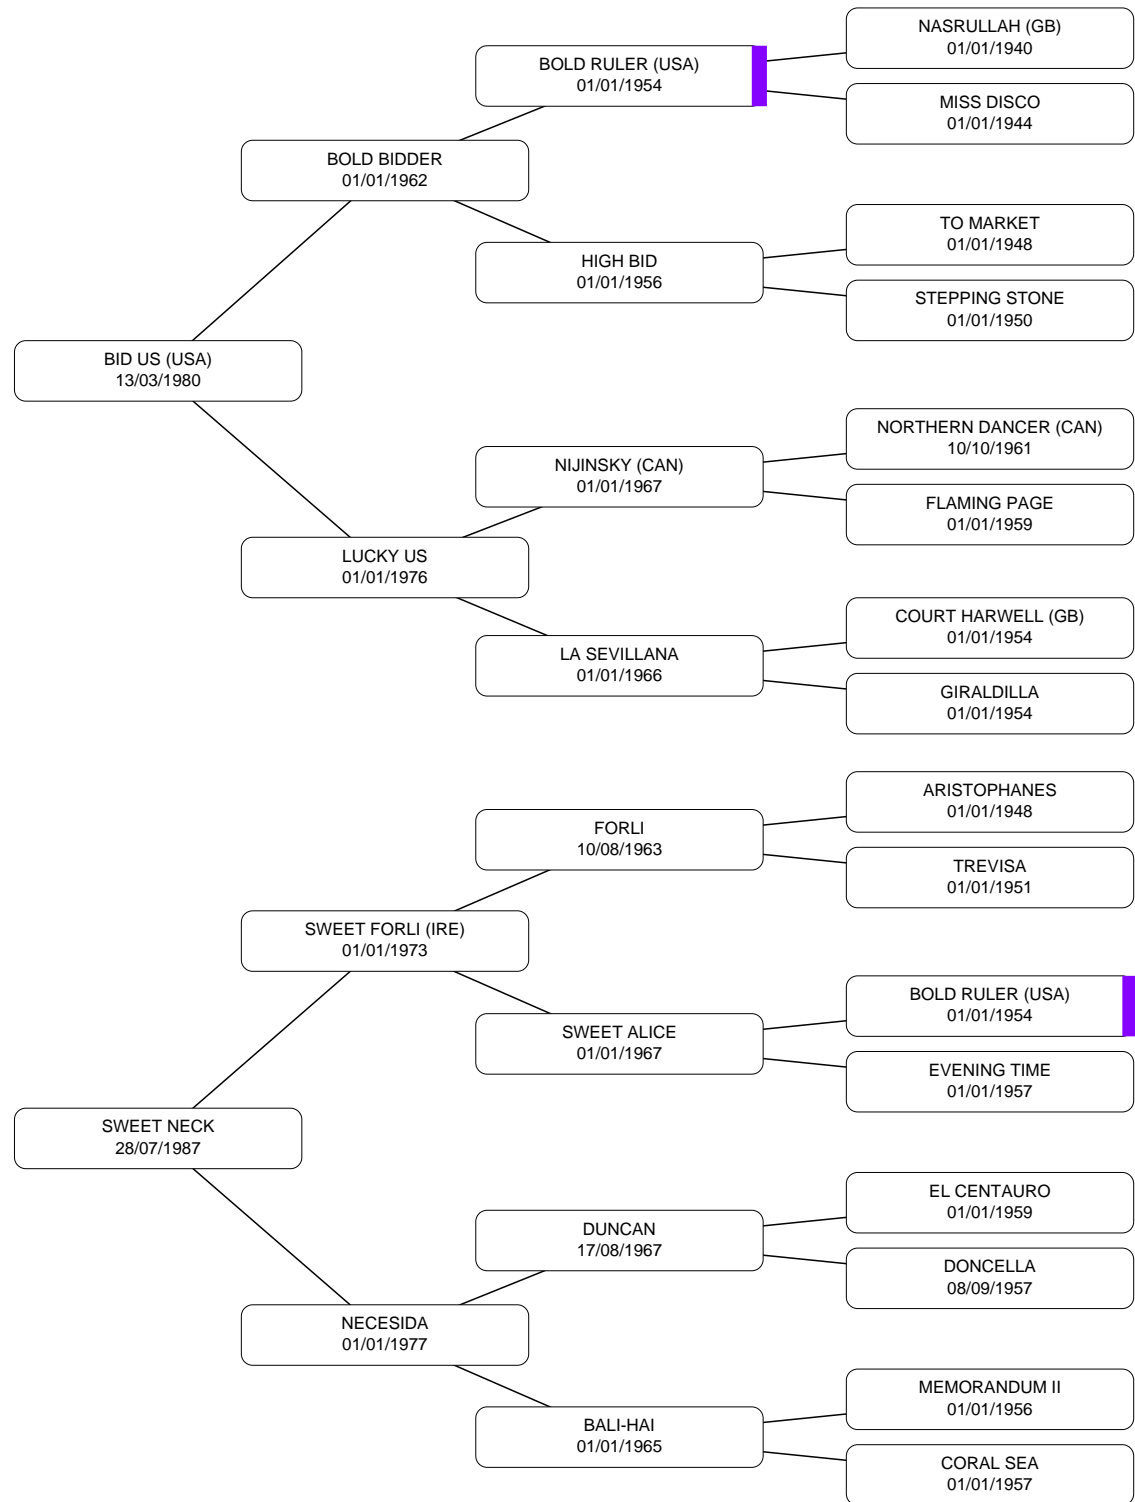 NASRULLAH (GB)
01/01/1940
BOLD RULER (USA)
01/01/1954
MISS DISCO
01/01/1944
BOLD BIDDER
01/01/1962
TO MARKET
01/01/1948
HIGH BID
01/01/1956
STEPPING STONE
01/01/1950
BID US (USA)
13/03/1980
NORTHERN DANCER (CAN)
10/10/1961
NIJINSKY (CAN)
01/01/1967
FLAMING PAGE
01/01/1959
LUCKY US
01/01/1976
COURT HARWELL (GB)
01/01/1954
LA SEVILLANA
01/01/1966
GIRALDILLA
01/01/1954
ARISTOPHANES
01/01/1948
FORLI
10/08/1963
TREVISA
01/01/1951
SWEET FORLI (IRE)
01/01/1973
BOLD RULER (USA)
01/01/1954
SWEET ALICE
01/01/1967
EVENING TIME
01/01/1957
SWEET NECK
28/07/1987
EL CENTAURO
01/01/1959
DUNCAN
17/08/1967
DONCELLA
08/09/1957
NECESIDA
01/01/1977
MEMORANDUM II
01/01/1956
BALI-HAI
01/01/1965
CORAL SEA
01/01/1957